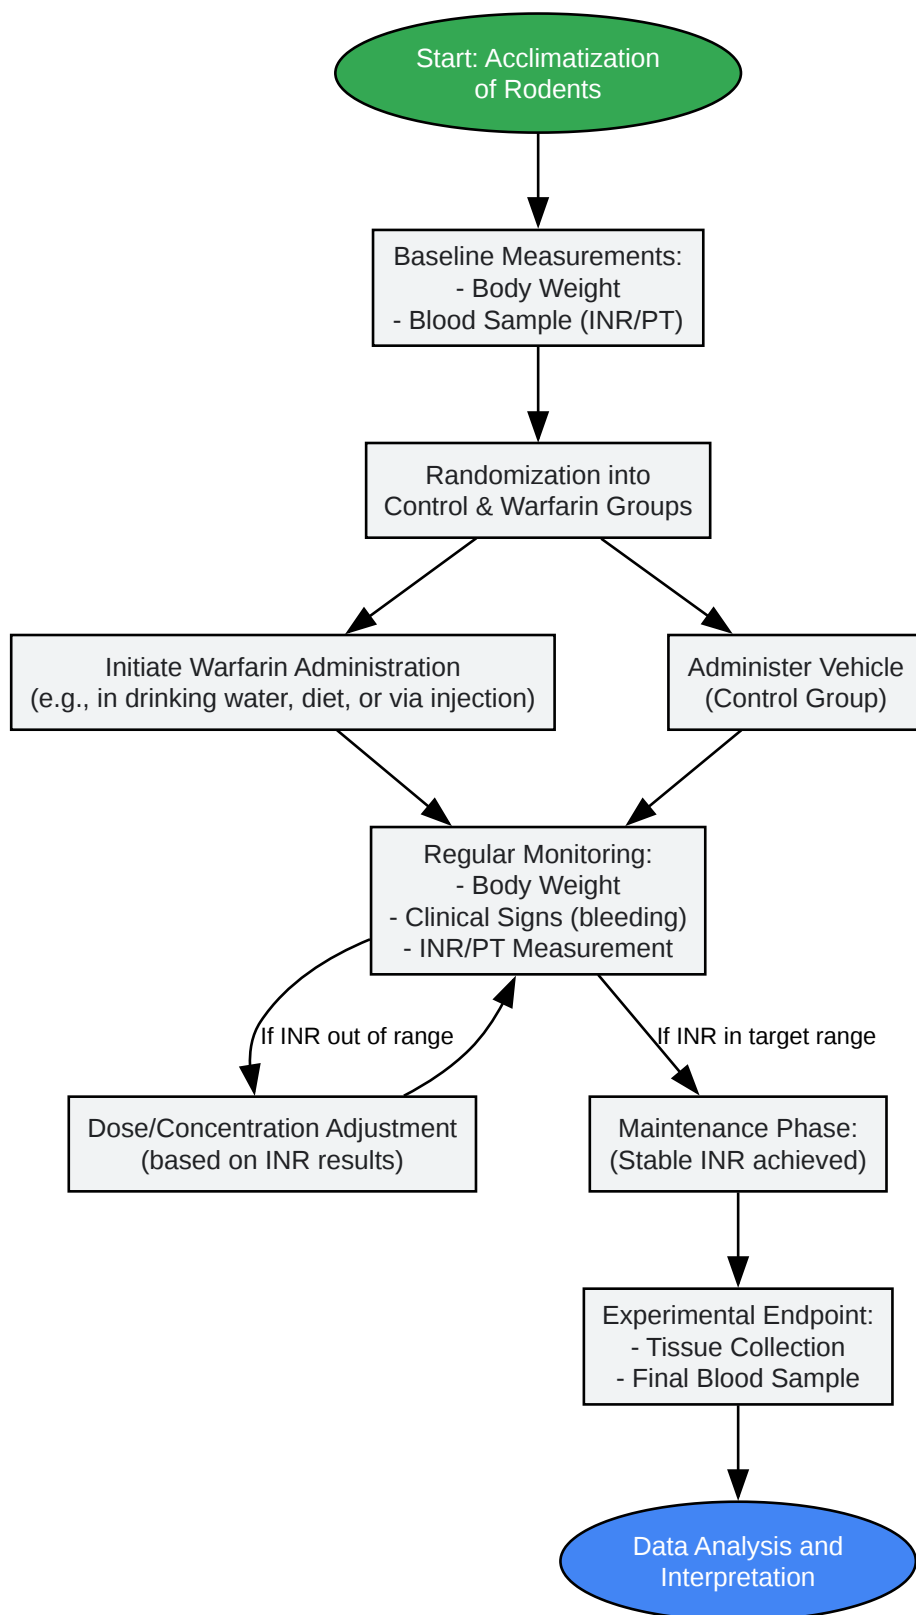 Start: Acclimatization
of Rodents
Baseline Measurements:
- Body Weight
- Blood Sample (INR/PT)
Randomization into
Control & Warfarin Groups
Initiate Warfarin Administration
(e.g., in drinking water, diet, or via injection)
Administer Vehicle
(Control Group)
Regular Monitoring:
- Body Weight
- Clinical Signs (bleeding)
- INR/PT Measurement
If INR out of range
If INR in target range
Dose/Concentration Adjustment
(based on INR results)
Maintenance Phase:
(Stable INR achieved)
Experimental Endpoint:
- Tissue Collection
- Final Blood Sample
Data Analysis and
Interpretation